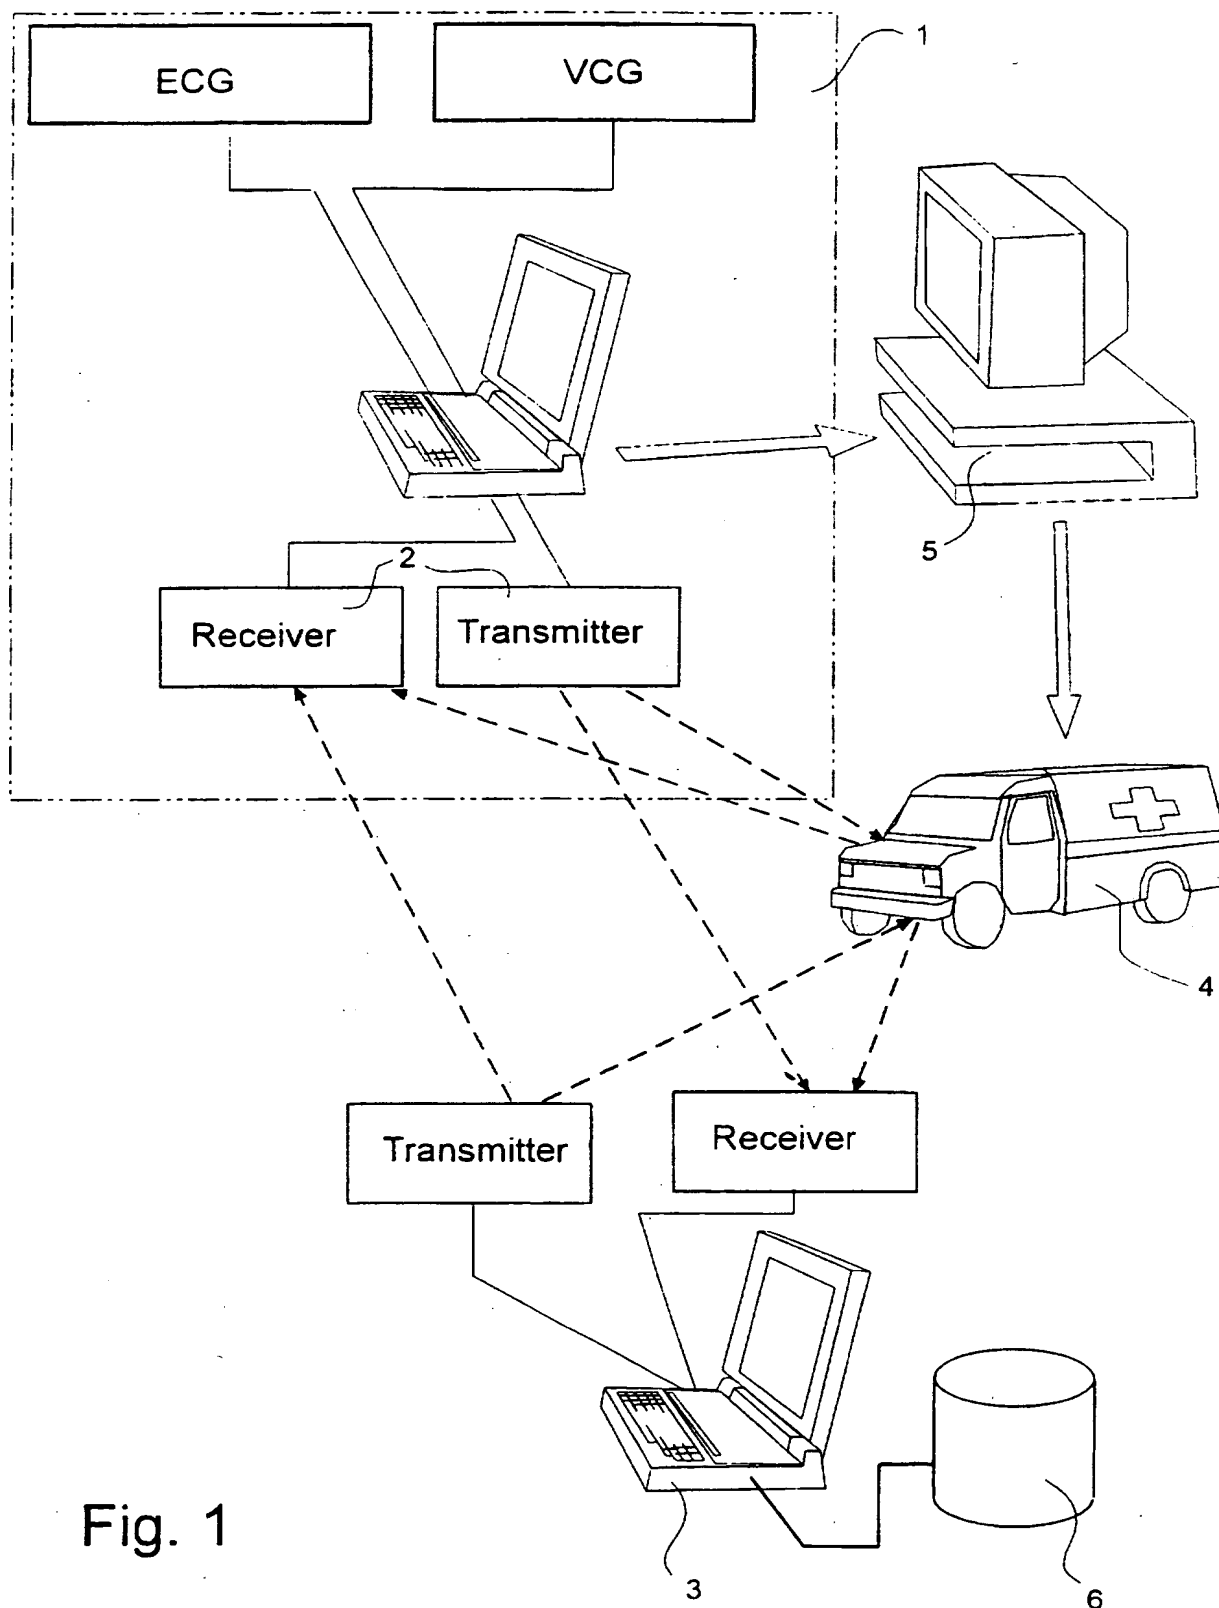 1
ECG
VCG
5
2
Receiver
Transmitter
4
Transmitter
Receiver
Fig. 1
3
6